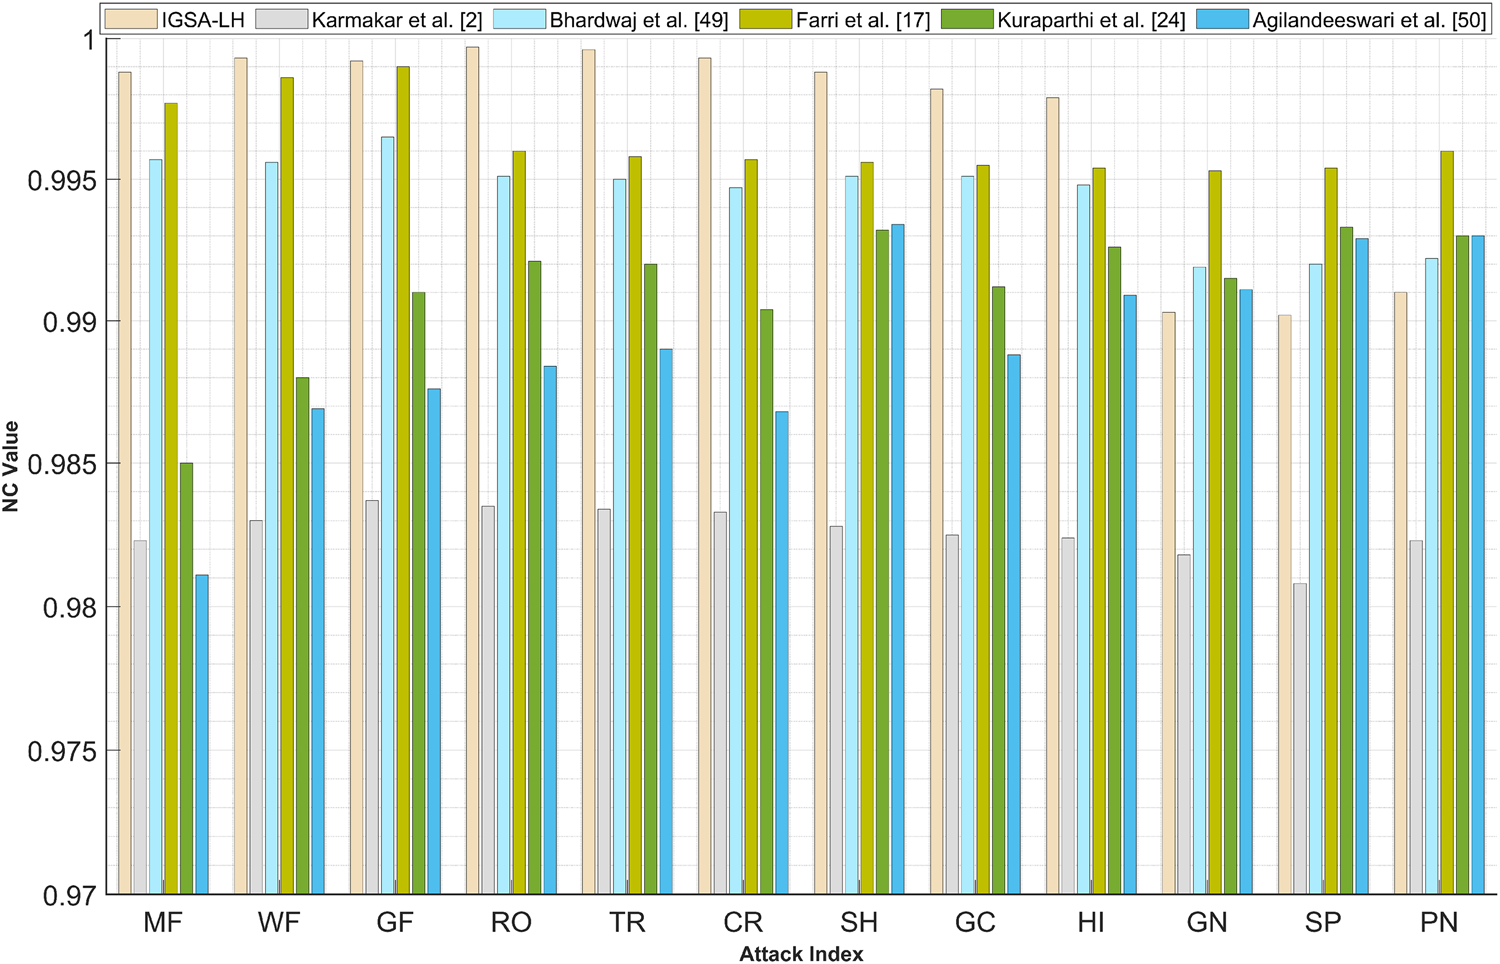 IGSA-LH Karmakar et al. [2] Bhardwaj et al. [49] Farri et al. [17] Kuraparthi et al. [24] Agilandeeswari et al. [50]
1
0.995
0.99
0.985
0.98
0.975
0.97
NC Value
MF WF GF RO TR CR SH GC HI GN SP PN
Attack Index